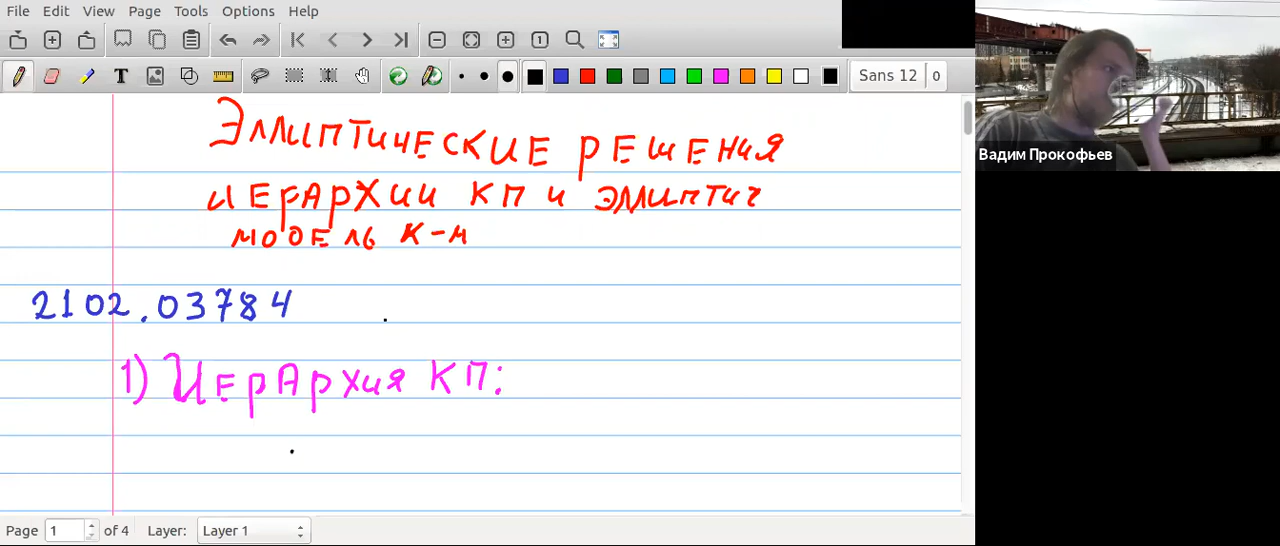 File Edit View Page Tools Options Help
Sans 12 0
ЭЛЛИПТИЧЕСКИЕ РЕШЕНИЯ
ИЕРАРХИИ КП и ЭЛЛИПТИЧ
МОДЕЛЬ К-М
2102.03784
1) ИЕРАРХИЯ КП:
Вадим Прокофьев
Page 1 of 4 Layer: Layer 1